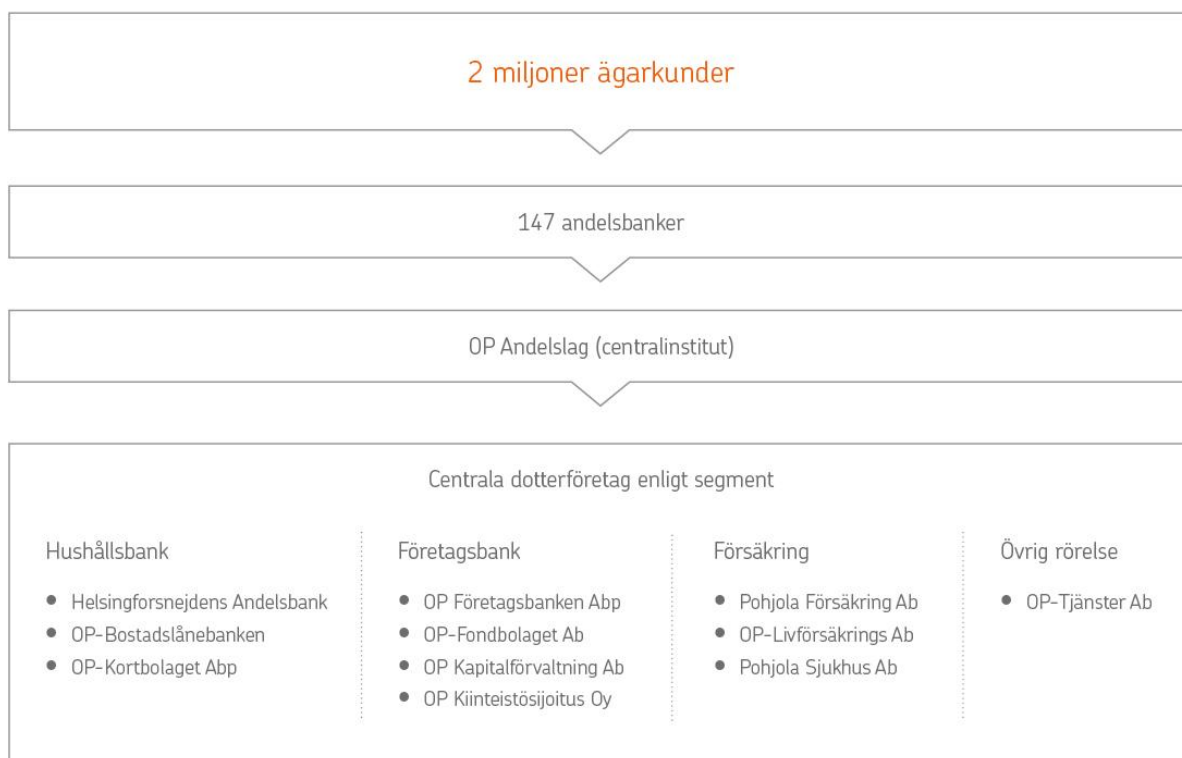 2 miljoner ägarkunder
147 andelsbanker
OP Andelslag (centralinstitut)
Centrala dotterföretag enligt segment
Hushållsbank
• Helsingforsnejdens Andelsbank
• OP-Bostadslånebanken
• OP-Kortbolaget Abp
Företagsbank
• OP Företagsbanken Abp
• OP-Fondbolaget Ab
• OP Kapitalförvaltning Ab
• OP Kiinteistösijoitus Oy
Försäkring
• Pohjola Försäkring Ab
• OP-Livförsäkrings Ab
• Pohjola Sjukhus Ab
Övrig rörelse
• OP-Tjänster Ab